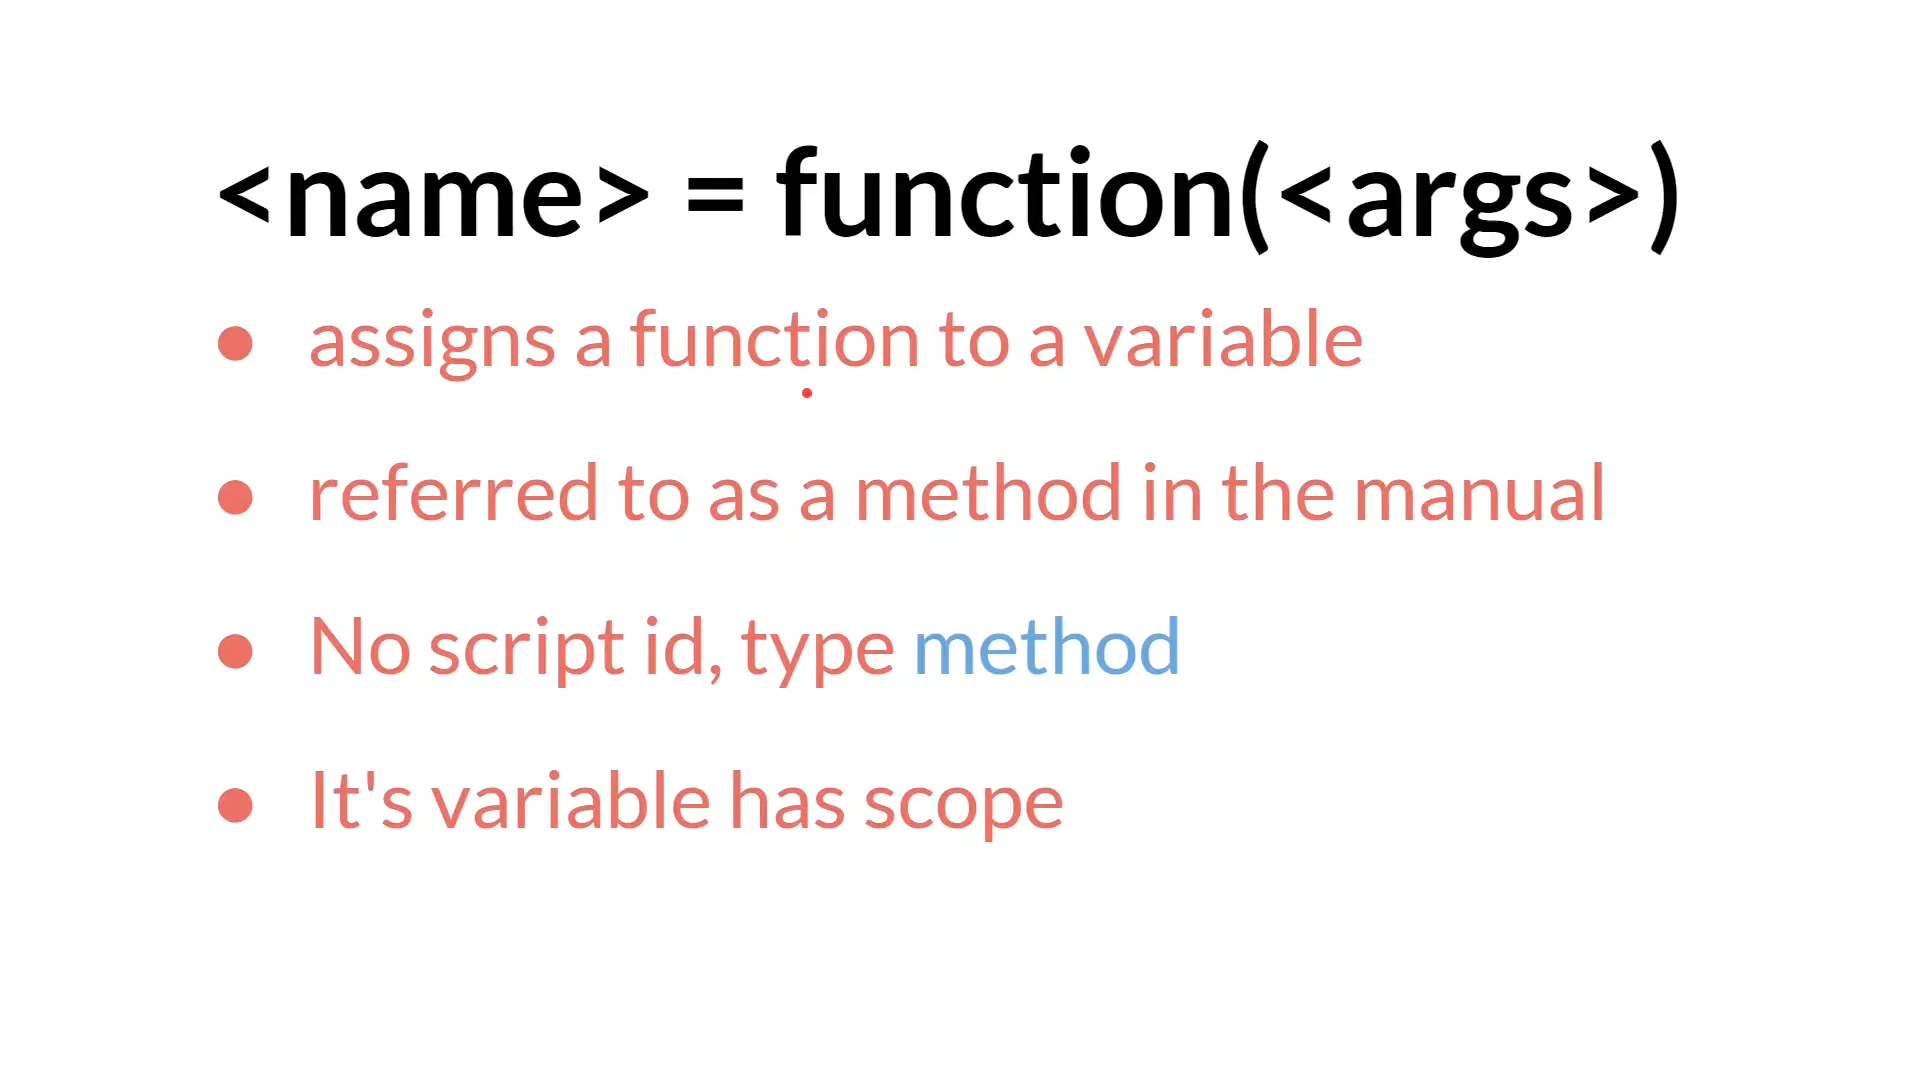 <name> = function(<args>)
● assigns a function to a variable
● referred to as a method in the manual
● No script id, type method
● It's variable has scope